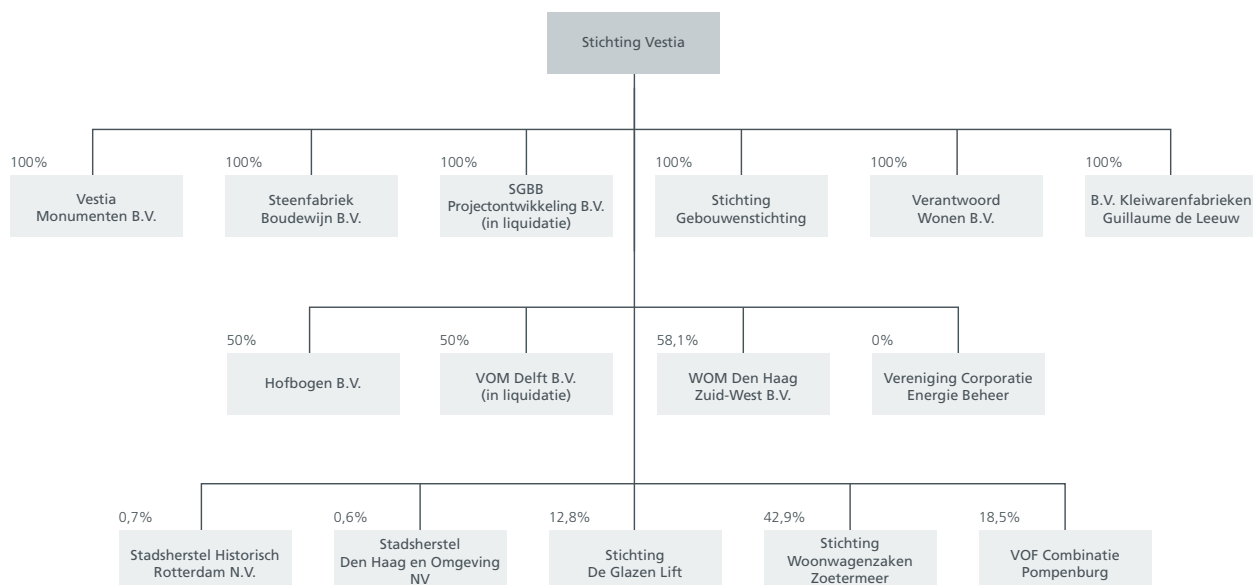 Stichting Vestia
100%
Vestia
Monumenten B.V.
100%
Steenfabriek
Boudewijn B.V.
100%
SGBB
Projectontwikkeling B.V.
(in liquidatie)
100%
Stichting
Gebouwenstichting
100%
Verantwoord
Wonen B.V.
100%
B.V. Kleiwarenfabrieken
Guillaume de Leeuw
50%
Hofbogen B.V.
50%
VOM Delft B.V.
(in liquidatie)
58,1%
WOM Den Haag
Zuid-West B.V.
0%
Vereniging Corporatie
Energie Beheer
0,7%
Stadsherstel Historisch
Rotterdam N.V.
0,6%
Stadsherstel
Den Haag en Omgeving
NV
12,8%
Stichting
De Glazen Lift
42,9%
Stichting
Woonwagenzaken
Zoetermeer
18,5%
VOF Combinatie
Pompenburg